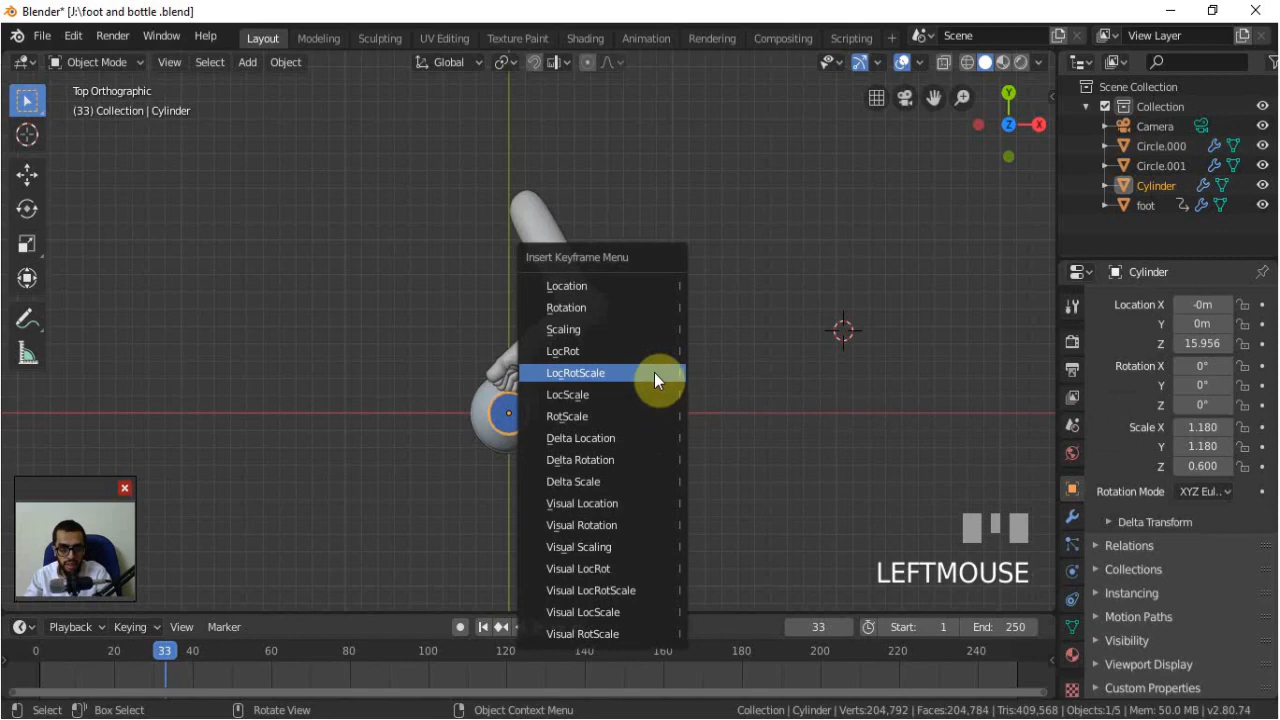 Blender* [J:\foot and bottle .blend]
File Edit Render Window Help Layout Modeling Sculpting UV Editing Texture Paint Shading Animation Rendering Compositing Scripting + Scene View Layer
Object Mode View Select Add Object Global
Top Orthographic
(33) Collection | Cylinder
Y
Z
X
Scene Collection
Collection
Camera
Circle.000
Circle.001
Cylinder
foot
Insert Keyframe Menu
Location I
Rotation I
Scaling I
LocRot I
LocRotScale I
LocScale I
RotScale I
Delta Location I
Delta Rotation I
Delta Scale I
Visual Location I
Visual Rotation I
Visual Scaling I
Visual LocRot I
Visual LocRotScale I
Visual LocScale I
Visual RotScale I
Cylinder
Location X -0m
Y 0m
Z 15.956
Rotation X 0°
Y 0°
Z 0°
Scale X 1.180
Y 1.180
Z 0.600
Rotation Mode XYZ Eul..
Delta Transform
Relations
Collections
Instancing
Motion Paths
Visibility
Viewport Display
Custom Properties
LEFTMOUSE
Playback Keying View Marker 33 Start: 1 End: 250
0 20 33 40 60 80 100 120 140 160 180 200 220 240
Select Box Select Rotate View Object Context Menu Collection | Cylinder | Verts:204,792 | Faces:204,784 | Tris:409,568 | Objects:1/5 | Mem: 50.0 MB | v2.80.74